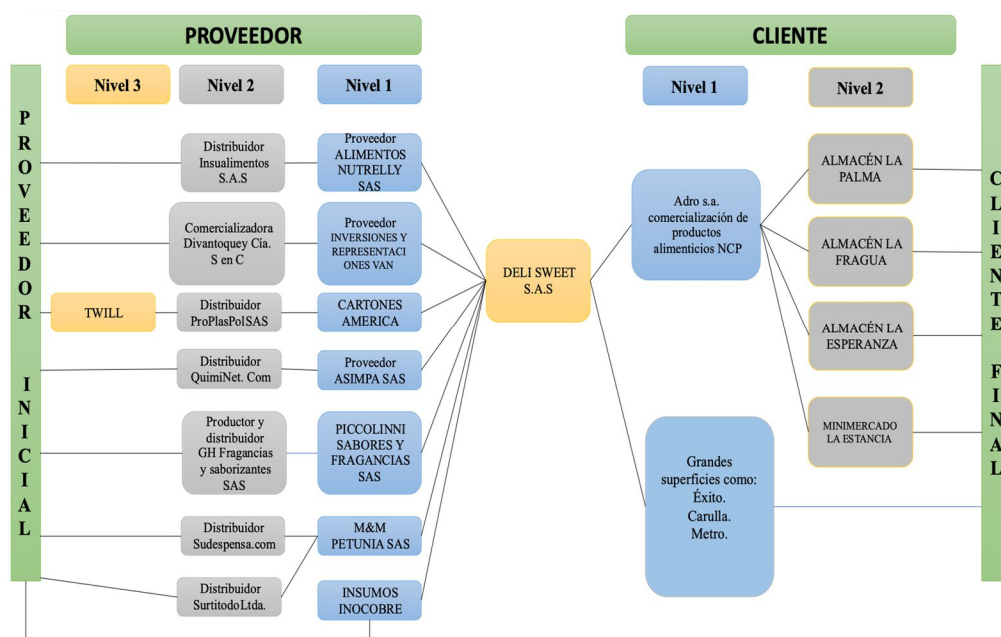 PROVEEDOR
CLIENTE
Nivel 3
Nivel 2
Nivel 1
Nivel 1
Nivel 2
PROVEEDOR INICIAL
Distribuidor
Insualimentos
S.A.S
Proveedor
ALIMENTOS
NUTRELLY
SAS
Comercializadora
Divantoquey Cía.
S en C
Proveedor
INVERSIONES Y
REPRESENTACI
ONES VAN
TWILL
Distribuidor
ProPlasPolSAS
CARTONES
AMERICA
Distribuidor
QuimiNet. Com
Proveedor
ASIMPA SAS
Productor y
distribuidor
GH Fragancias
y saborizantes
SAS
PICCOLINNI
SABORES Y
FRAGANCIAS
SAS
Distribuidor
Sudespensa.com
M&M
PETUNIA SAS
Distribuidor
SurtitodoLtda.
INSUMOS
INOCOBRE
DELI SWEET
S.A.S
Adro s.a.
comercialización de
productos
alimenticios NCP
Grandes
superficies como:
Éxito.
Carulla.
Metro.
ALMACÉN LA
PALMA
ALMACÉN LA
FRAGUA
ALMACÉN LA
ESPERANZA
MINIMERCADO
LA ESTANCIA
CLIENTE FINAL